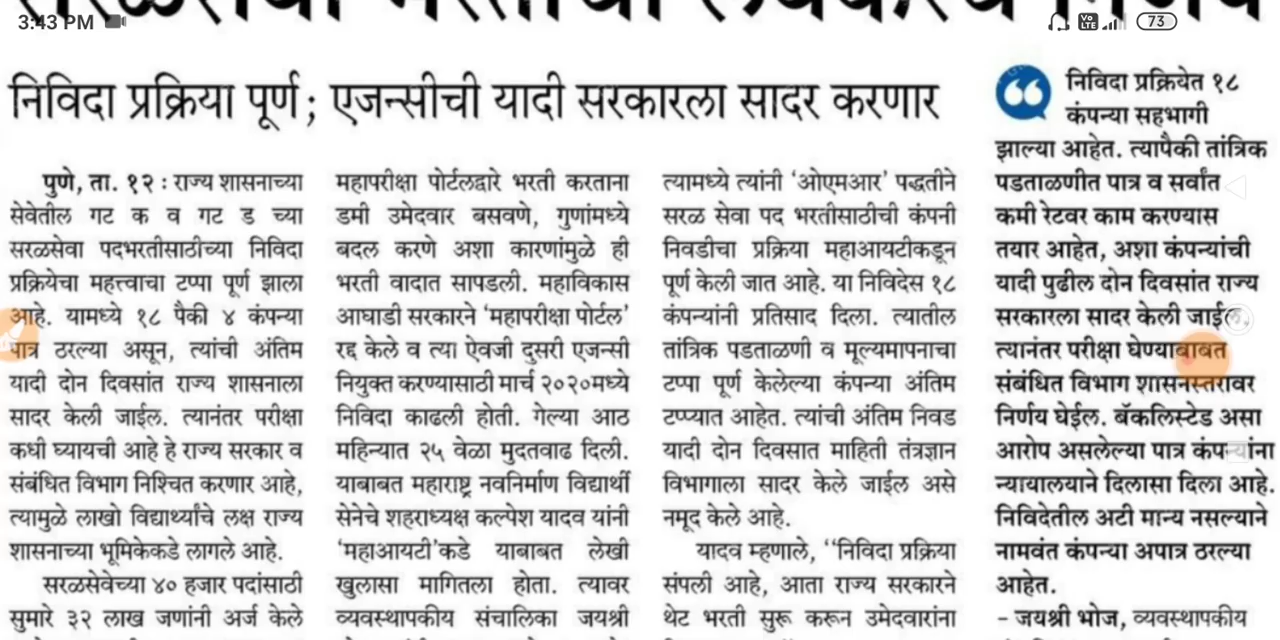 3:43 PM
Vo LTE
73
निविदा प्रक्रिया पूर्ण; एजन्सीची यादी सरकारला सादर करणार
पुणे, ता. १२ : राज्य शासनाच्या
सेवेतील गट क व गट ड च्या
सरळसेवा पदभरतीसाठीच्या निविदा
प्रक्रियेचा महत्त्वाचा टप्पा पूर्ण झाला
आहे. यामध्ये १८ पैकी ४ कंपन्या
पात्र ठरल्या असून, त्यांची अंतिम
यादी दोन दिवसांत राज्य शासनाला
सादर केली जाईल. त्यानंतर परीक्षा
कधी घ्यायची आहे हे राज्य सरकार व
संबंधित विभाग निश्चित करणार आहे,
त्यामुळे लाखो विद्यार्थ्यांचे लक्ष राज्य
शासनाच्या भूमिकेकडे लागले आहे.
सरळसेवेच्या ४० हजार पदांसाठी
सुमारे ३२ लाख जणांनी अर्ज केले
महापरीक्षा पोर्टलद्वारे भरती करताना
डमी उमेदवार बसवणे, गुणांमध्ये
बदल करणे अशा कारणांमुळे ही
भरती वादात सापडली. महाविकास
आघाडी सरकारने ‘महापरीक्षा पोर्टल’
रद्द केले व त्या ऐवजी दुसरी एजन्सी
नियुक्त करण्यासाठी मार्च २०२०मध्ये
निविदा काढली होती. गेल्या आठ
महिन्यात २५ वेळा मुदतवाढ दिली.
याबाबत महाराष्ट्र नवनिर्माण विद्यार्थी
सेनेचे शहराध्यक्ष कल्पेश यादव यांनी
‘महाआयटी’कडे याबाबत लेखी
खुलासा मागितला होता. त्यावर
व्यवस्थापकीय संचालिका जयश्री
त्यामध्ये त्यांनी ‘ओएमआर’ पद्धतीने
सरळ सेवा पद भरतीसाठीची कंपनी
निवडीचा प्रक्रिया महाआयटीकडून
पूर्ण केली जात आहे. या निविदेस १८
कंपन्यांनी प्रतिसाद दिला. त्यातील
तांत्रिक पडताळणी व मूल्यमापनाचा
टप्पा पूर्ण केलेल्या कंपन्या अंतिम
टप्प्यात आहेत. त्यांची अंतिम निवड
यादी दोन दिवसात माहिती तंत्रज्ञान
विभागाला सादर केले जाईल असे
नमूद केले आहे.
यादव म्हणाले, ‘‘निविदा प्रक्रिया
संपली आहे, आता राज्य सरकारने
थेट भरती सुरू करून उमेदवारांना
निविदा प्रक्रियेत १८
कंपन्या सहभागी
झाल्या आहेत. त्यापैकी तांत्रिक
पडताळणीत पात्र व सर्वांत
कमी रेटवर काम करण्यास
तयार आहेत, अशा कंपन्यांची
यादी पुढील दोन दिवसांत राज्य
सरकारला सादर केली जाईल.
त्यानंतर परीक्षा घेण्याबाबत
संबंधित विभाग शासनस्तरावर
निर्णय घेईल. बॅकलिस्टेड असा
आरोप असलेल्या पात्र कंपन्यांना
न्यायालयाने दिलासा दिला आहे.
निविदेतील अटी मान्य नसल्याने
नामवंत कंपन्या अपात्र ठरल्या
आहेत.
- जयश्री भोज, व्यवस्थापकीय